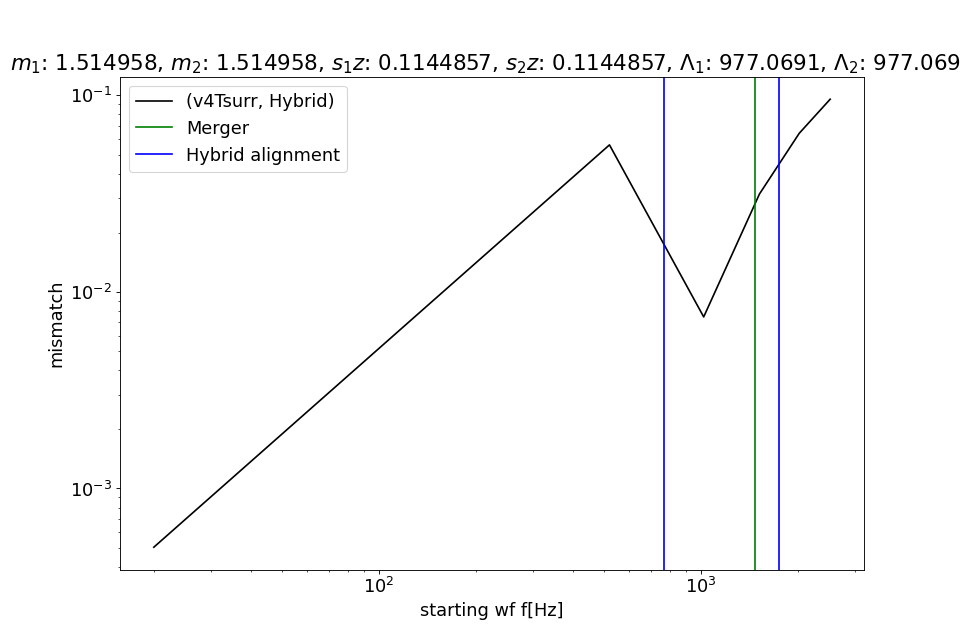 m₁: 1.514958, m₂: 1.514958, s₁z: 0.1144857, s₂z: 0.1144857, Λ₁: 977.0691, Λ₂: 977.069
10⁻¹
(v4Tsurr, Hybrid)
Merger
Hybrid alignment
10⁻²
mismatch
10⁻³
10² 10³
starting wf f[Hz]